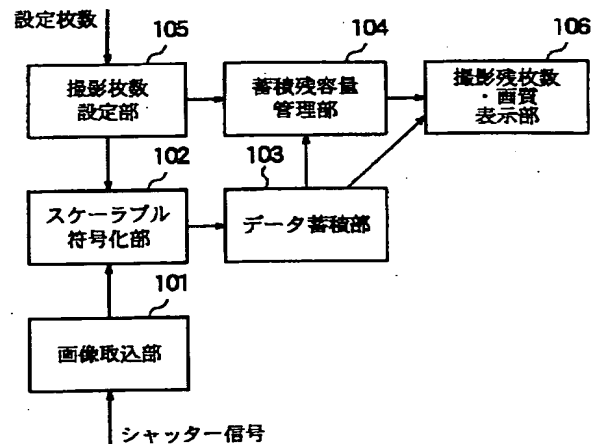 設定枚数
105
撮影枚数
設定部
104
蓄積残容量
管理部
106
撮影残枚数
・画質
表示部
102
スケーラブル
符号化部
103
データ蓄積部
101
画像取込部
シャッター信号